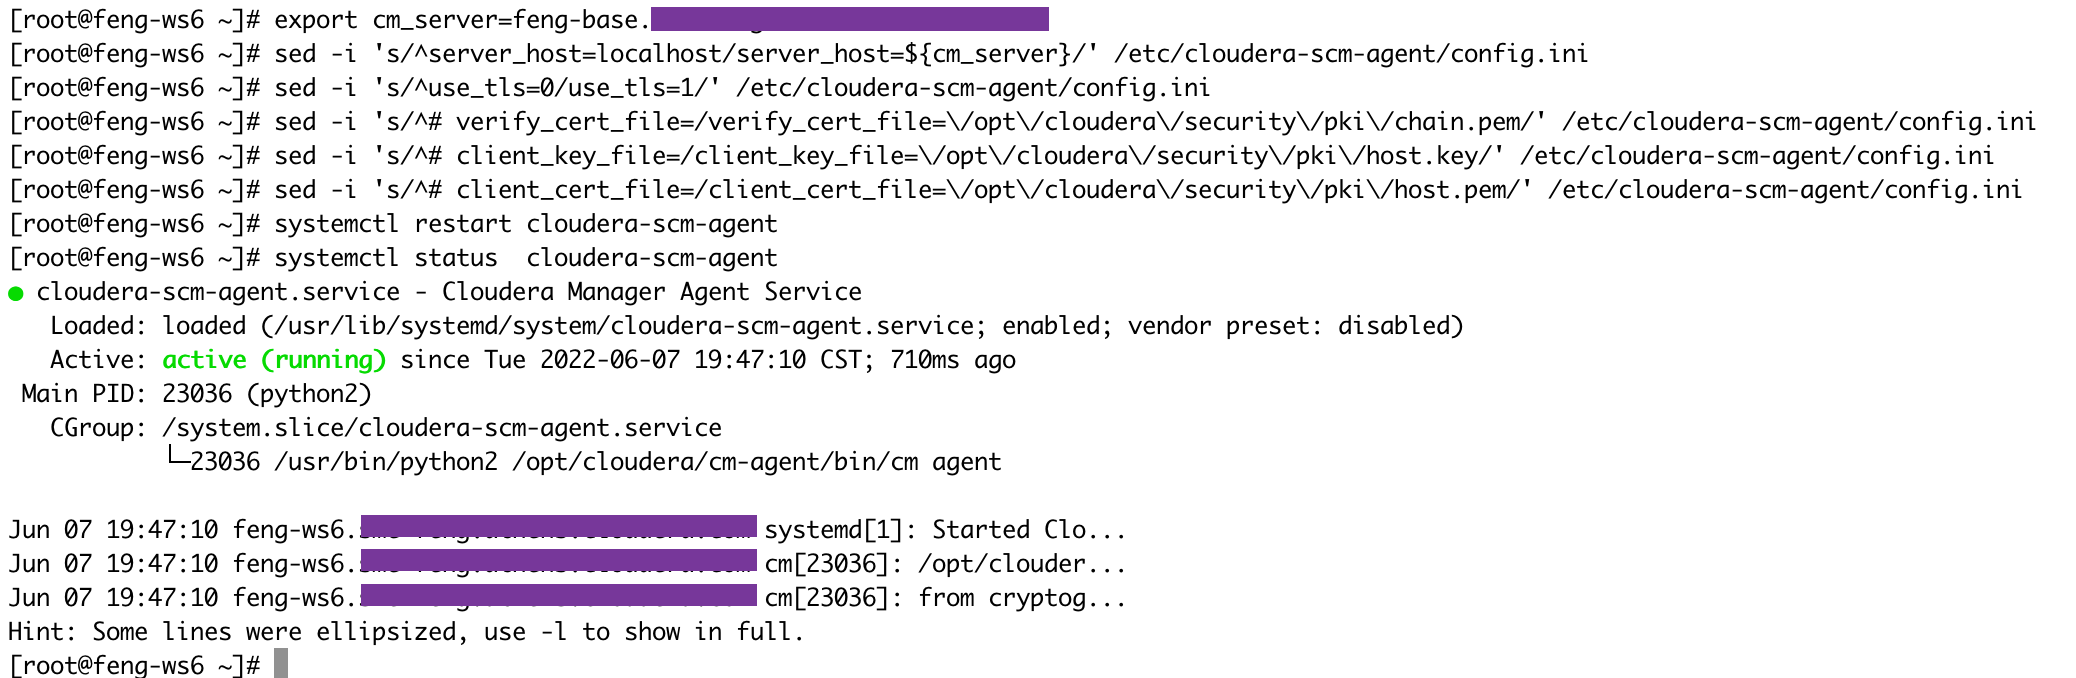 [root@feng-ws6 ~]# export cm_server=feng-base.
[root@feng-ws6 ~]# sed -i 's/^server_host=localhost/server_host=${cm_server}/' /etc/cloudera-scm-agent/config.ini
[root@feng-ws6 ~]# sed -i 's/^use_tls=0/use_tls=1/' /etc/cloudera-scm-agent/config.ini
[root@feng-ws6 ~]# sed -i 's/^# verify_cert_file=/verify_cert_file=\/opt\/cloudera\/security\/pki\/chain.pem/' /etc/cloudera-scm-agent/config.ini
[root@feng-ws6 ~]# sed -i 's/^# client_key_file=/client_key_file=\/opt\/cloudera\/security\/pki\/host.key/' /etc/cloudera-scm-agent/config.ini
[root@feng-ws6 ~]# sed -i 's/^# client_cert_file=/client_cert_file=\/opt\/cloudera\/security\/pki\/host.pem/' /etc/cloudera-scm-agent/config.ini
[root@feng-ws6 ~]# systemctl restart cloudera-scm-agent
[root@feng-ws6 ~]# systemctl status  cloudera-scm-agent
● cloudera-scm-agent.service - Cloudera Manager Agent Service
   Loaded: loaded (/usr/lib/systemd/system/cloudera-scm-agent.service; enabled; vendor preset: disabled)
   Active: active (running) since Tue 2022-06-07 19:47:10 CST; 710ms ago
 Main PID: 23036 (python2)
   CGroup: /system.slice/cloudera-scm-agent.service
           └─23036 /usr/bin/python2 /opt/cloudera/cm-agent/bin/cm agent
Jun 07 19:47:10 feng-ws6. systemd[1]: Started Clo...
Jun 07 19:47:10 feng-ws6. cm[23036]: /opt/clouder...
Jun 07 19:47:10 feng-ws6. cm[23036]: from cryptog...
Hint: Some lines were ellipsized, use -l to show in full.
[root@feng-ws6 ~]#